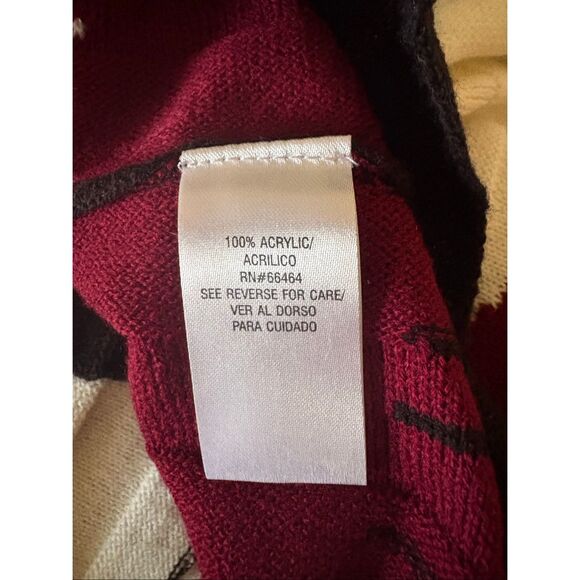 100% ACRYLIC/
ACRILICO
RN#66464
SEE REVERSE FOR CARE/
VER AL DORSO
PARA CUIDADO